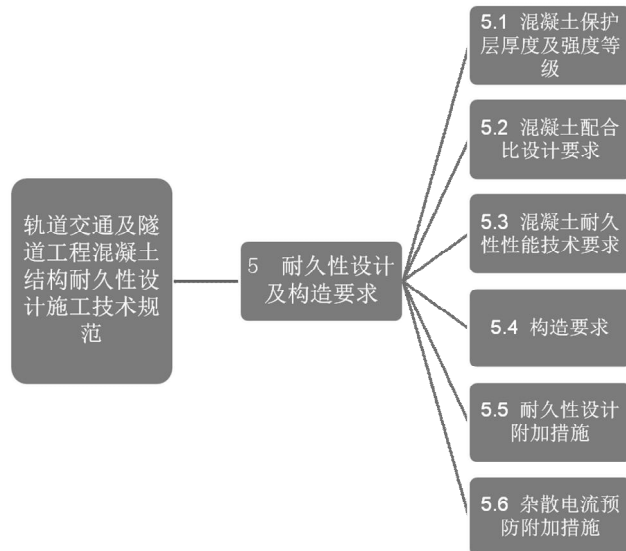 轨道交通及隧
道工程混凝土
结构耐久性设
计施工技术规
范
5 耐久性设计
及构造要求
5.1 混凝土保护
层厚度及强度等
级
5.2 混凝土配合
比设计要求
5.3 混凝土耐久
性性能技术要求
5.4 构造要求
5.5 耐久性设计
附加措施
5.6 杂散电流预
防附加措施